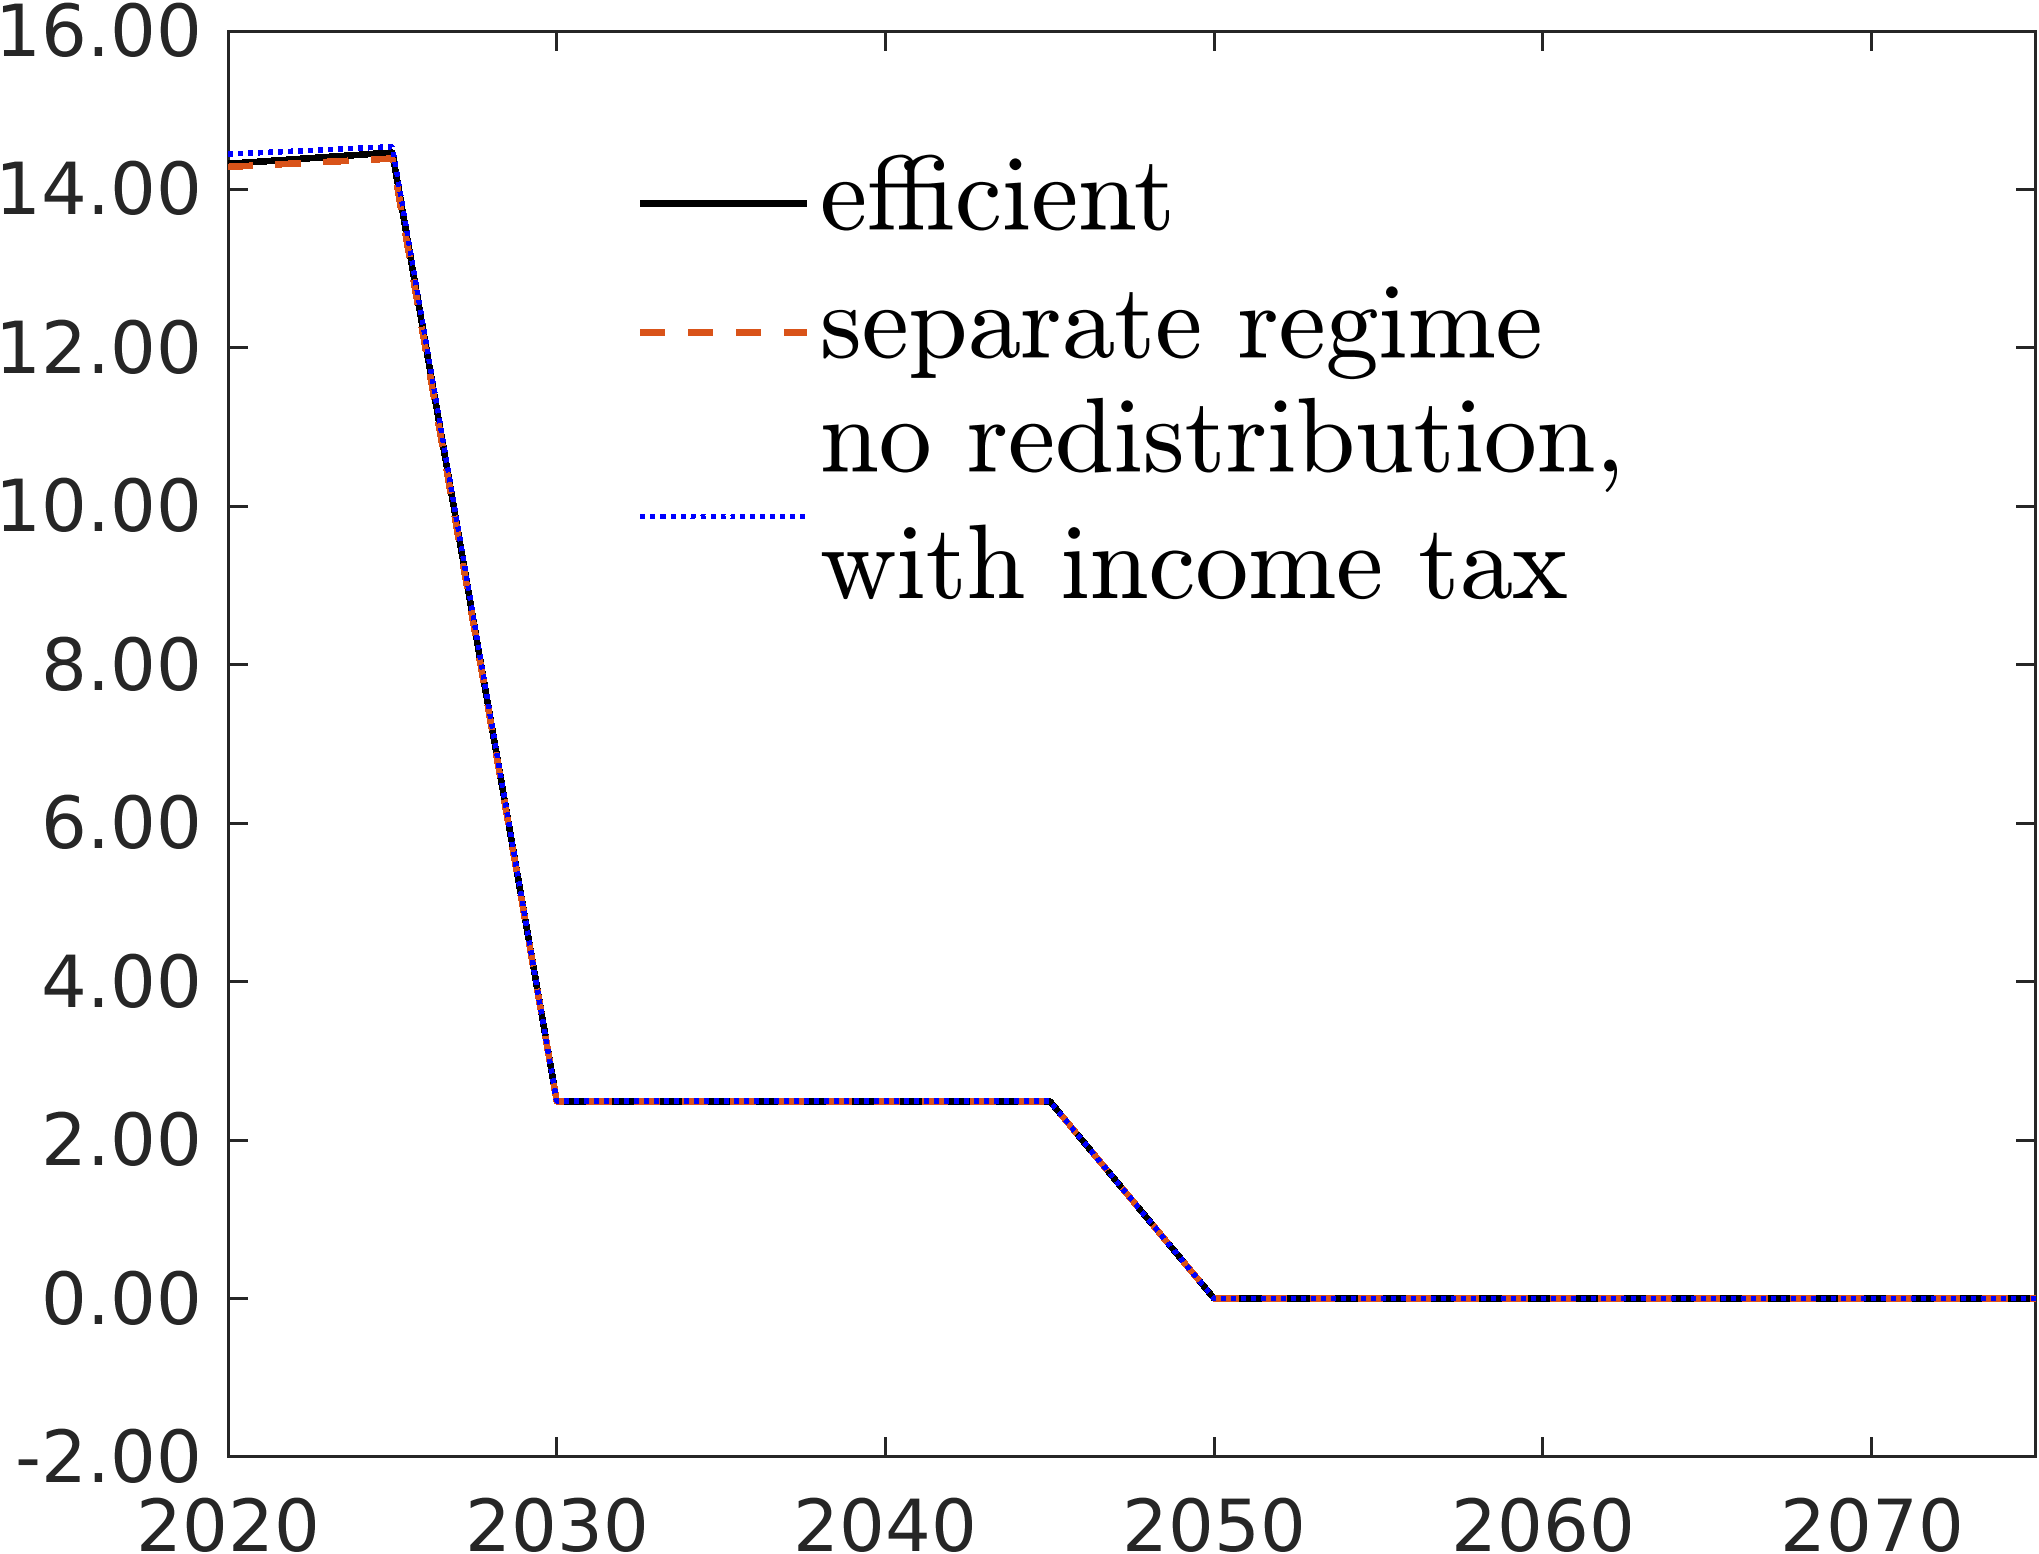 16.00
14.00
12.00
10.00
8.00
6.00
4.00
2.00
0.00
-2.00
efficient
separate regime
no redistribution,
with income tax
2020 2030 2040 2050 2060 2070